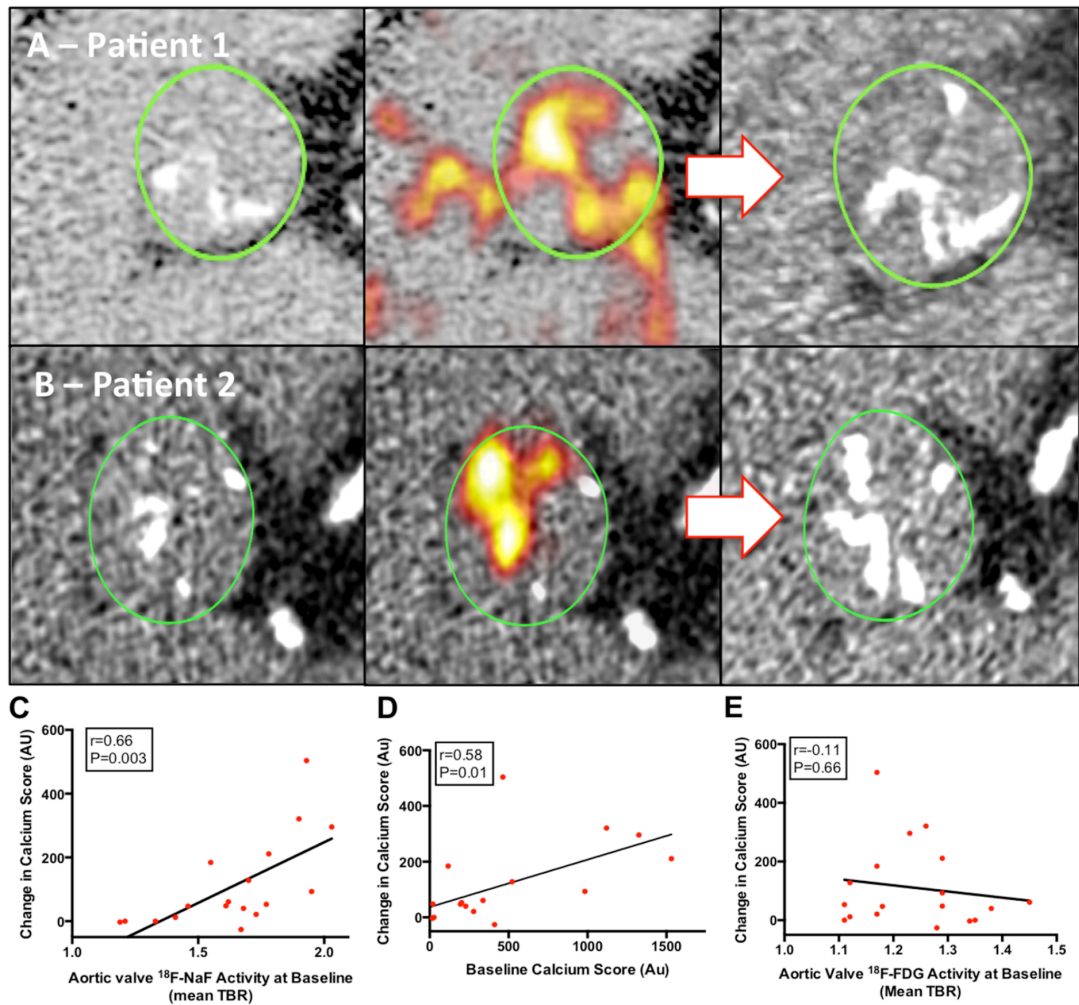 A – Patient 1
B – Patient 2
C
600
400
200
0
1.0
1.5
2.0
Change in Calcium Score (AU)
r=0.66
P=0.003
Aortic valve ¹⁸F-NaF Activity at Baseline
(mean TBR)
D
600
400
200
0
0
500
1000
1500
Change in Calcium Score (Au)
r=0.58
P=0.01
Baseline Calcium Score (Au)
E
600
400
200
0
1.0
1.1
1.2
1.3
1.4
1.5
Change in Calcium Score (AU)
r=-0.11
P=0.66
Aortic Valve ¹⁸F-FDG Activity at Baseline
(Mean TBR)